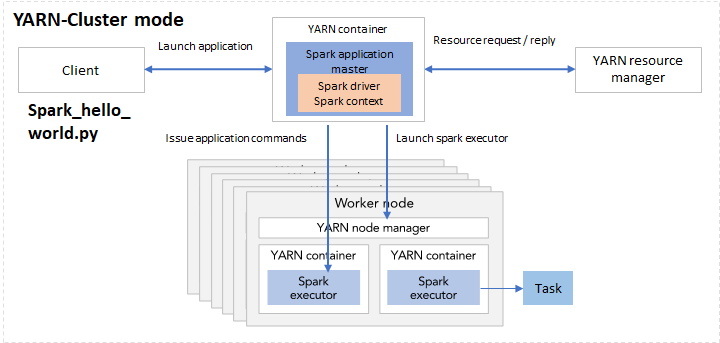 YARN-Cluster mode
YARN container
Launch application
Resource request / reply
Client
Spark application
master
Spark driver
Spark context
YARN resource
manager
Spark_hello_
world.py
Issue application commands
Launch spark executor
Worker node
YARN node manager
YARN container
YARN container
Spark
executor
Spark
executor
Task